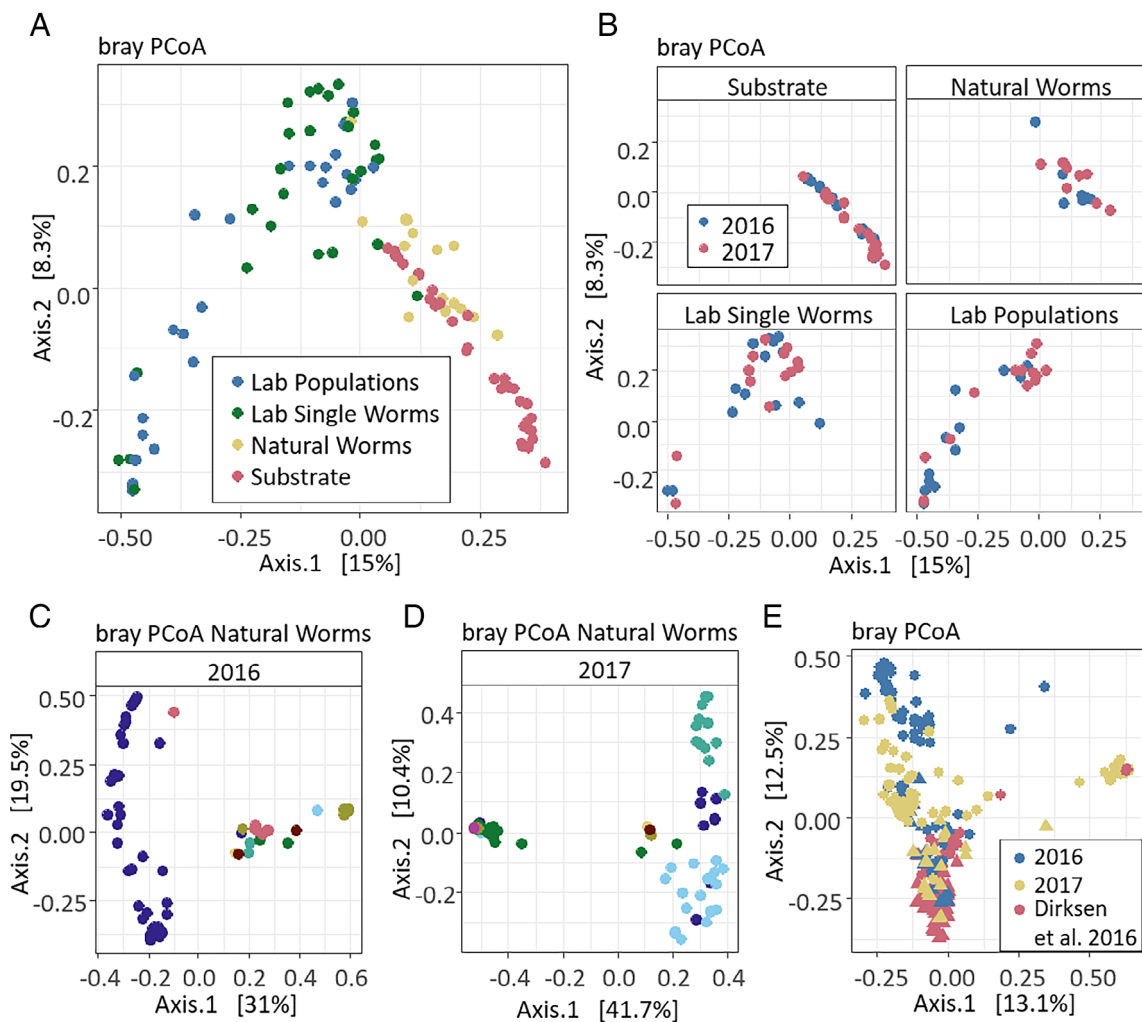 A
bray PCoA
0.2
0.0
-0.2
Axis.2 [8.3%]
Lab Populations
Lab Single Worms
Natural Worms
Substrate
-0.50
-0.25
0.00
0.25
Axis.1 [15%]
B
bray PCoA
Substrate
Natural Worms
0.2
0.0
-0.2
2016
2017
Axis.2 [8.3%]
Lab Single Worms
Lab Populations
0.2
0.0
-0.2
-0.50
-0.25
0.00
0.25
-0.50
-0.25
0.00
0.25
Axis.1 [15%]
C
bray PCoA Natural Worms
2016
0.50
0.25
0.00
-0.25
Axis.2 [19.5%]
-0.4
-0.2
0.0
0.2
0.4
0.6
Axis.1 [31%]
D
bray PCoA Natural Worms
2017
0.4
0.2
0.0
-0.2
Axis.2 [10.4%]
-0.4
-0.2
0.0
0.2
0.4
Axis.1 [41.7%]
E
bray PCoA
0.50
0.25
0.00
-0.25
Axis.2 [12.5%]
2016
2017
Dirksen
et al. 2016
-0.25
0.00
0.25
0.50
Axis.1 [13.1%]